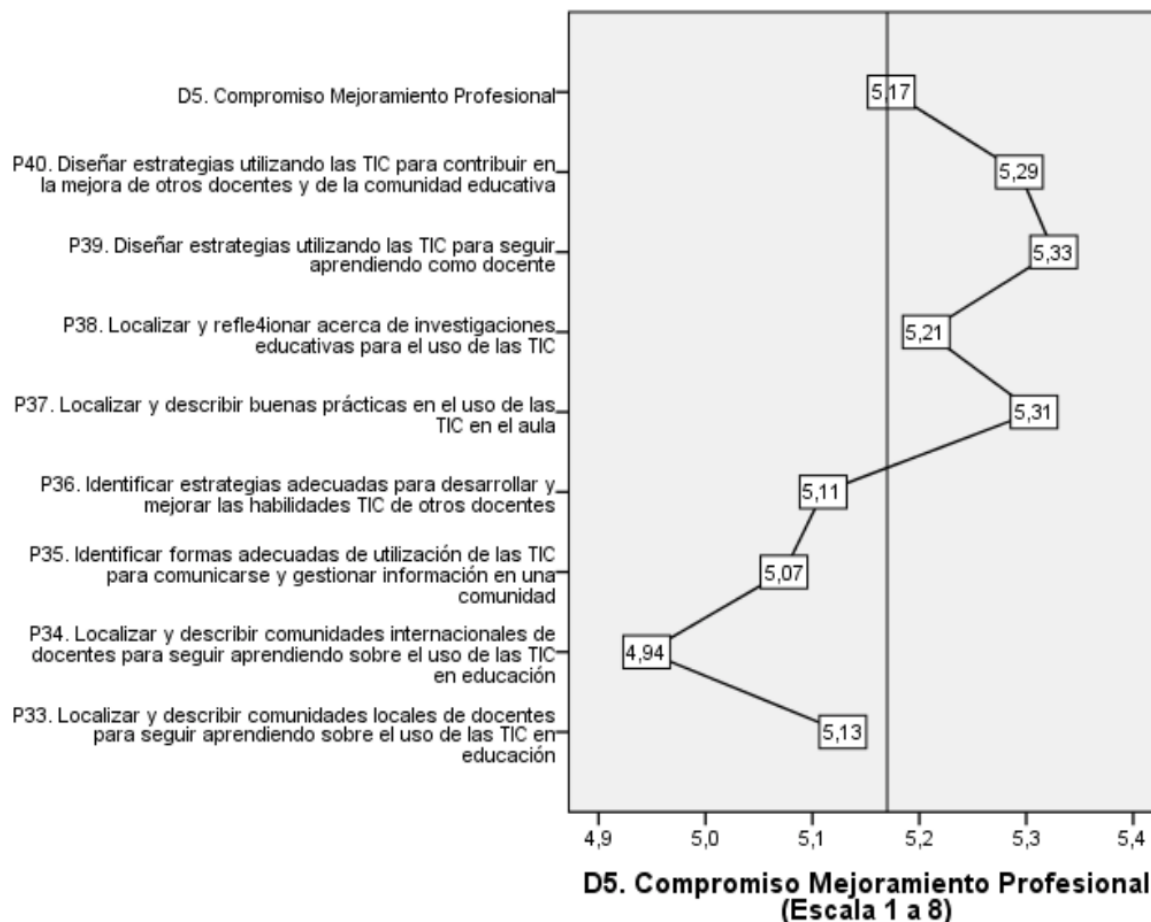 D5. Compromiso Mejoramiento Profesional
5,17
P40. Diseñar estrategias utilizando las TIC para contribuir en
la mejora de otros docentes y de la comunidad educativa
5,29
P39. Diseñar estrategias utilizando las TIC para seguir
aprendiendo como docente
5,33
P38. Localizar y refle4ionar acerca de investigaciones
educativas para el uso de las TIC
5,21
P37. Localizar y describir buenas prácticas en el uso de las
TIC en el aula
5,31
P36. Identificar estrategias adecuadas para desarrollar y
mejorar las habilidades TIC de otros docentes
5,11
P35. Identificar formas adecuadas de utilización de las TIC
para comunicarse y gestionar información en una
comunidad
5,07
P34. Localizar y describir comunidades internacionales de
docentes para seguir aprendiendo sobre el uso de las TIC
en educación
4,94
P33. Localizar y describir comunidades locales de docentes
para seguir aprendiendo sobre el uso de las TIC en
educación
5,13
4,9 5,0 5,1 5,2 5,3 5,4
D5. Compromiso Mejoramiento Profesional
(Escala 1 a 8)